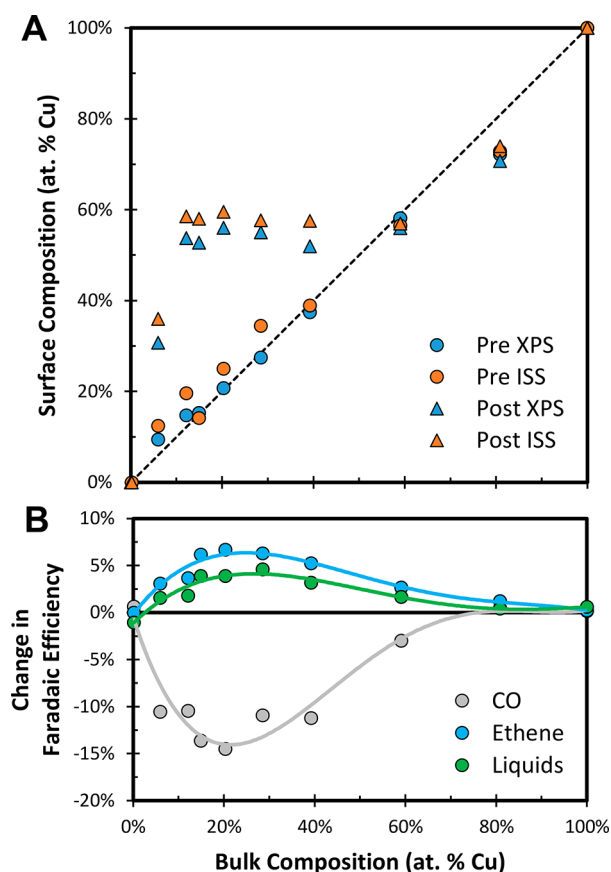 A
Surface Composition (at. % Cu)
100%
80%
60%
40%
20%
0%
Pre XPS
Pre ISS
Post XPS
Post ISS
B
Change in
Faradaic Efficiency
10%
5%
0%
-5%
-10%
-15%
-20%
CO
Ethene
Liquids
0%
20%
40%
60%
80%
100%
Bulk Composition (at. % Cu)